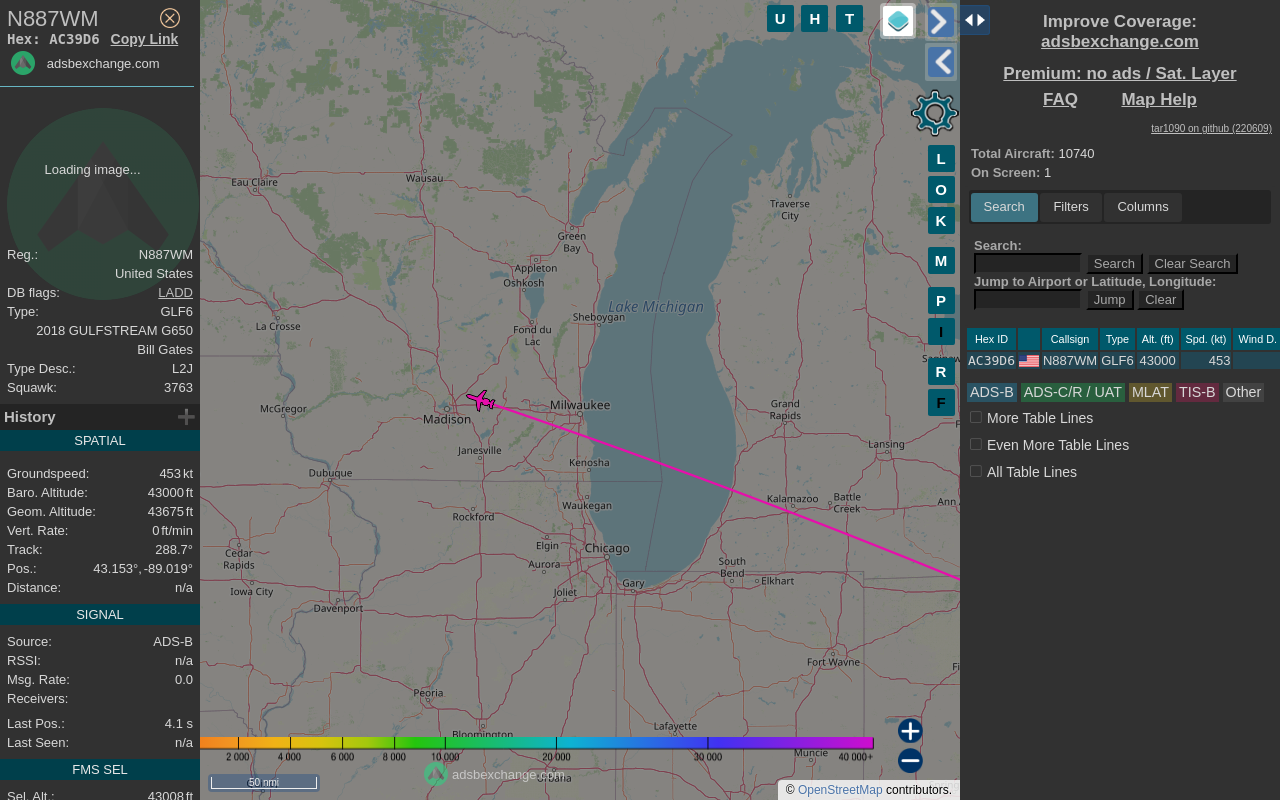 N887WM
Hex: AC39D6 Copy Link
adsbexchange.com
Loading image...
Reg.: N887WM
United States
DB flags: LADD
Type: GLF6
2018 GULFSTREAM G650
Bill Gates
Type Desc.: L2J
Squawk: 3763
History
SPATIAL
Groundspeed: 453 kt
Baro. Altitude: 43000 ft
Geom. Altitude: 43675 ft
Vert. Rate: 0 ft/min
Track: 288.7°
Pos.: 43.153°, -89.019°
Distance: n/a
SIGNAL
Source: ADS-B
RSSI: n/a
Msg. Rate: 0.0
Receivers:
Last Pos.: 4.1 s
Last Seen: n/a
FMS SEL
Sel. Alt.: 43008 ft
U H T
L
O
K
M
P
I
R
F
Eau Claire
Wausau
Traverse City
Green Bay
Appleton
Oshkosh
Lake Michigan
La Crosse
Sheboygan
Fond du Lac
McGregor
Madison
Milwaukee
Grand Rapids
Janesville
Lansing
Kenosha
Dubuque
Kalamazoo
Battle Creek
Ann
Waukegan
Rockford
Elgin
Chicago
Cedar Rapids
Aurora
South Bend
Gary
Elkhart
Iowa City
Joliet
Davenport
Fort Wayne
Peoria
Lafayette
Bloomington
Muncie
Urbana
2 000 4 000 6 000 8 000 10 000 20 000 30 000 40 000+
adsbexchange.com
50 nmi
© OpenStreetMap contributors.
Improve Coverage:
adsbexchange.com
Premium: no ads / Sat. Layer
FAQ Map Help
tar1090 on github (220609)
Total Aircraft: 10740
On Screen: 1
Search Filters Columns
Search:
Search Clear Search
Jump to Airport or Latitude, Longitude:
Jump Clear
Hex ID Callsign Type Alt. (ft) Spd. (kt) Wind D.
AC39D6 N887WM GLF6 43000 453
ADS-B ADS-C/R / UAT MLAT TIS-B Other
More Table Lines
Even More Table Lines
All Table Lines